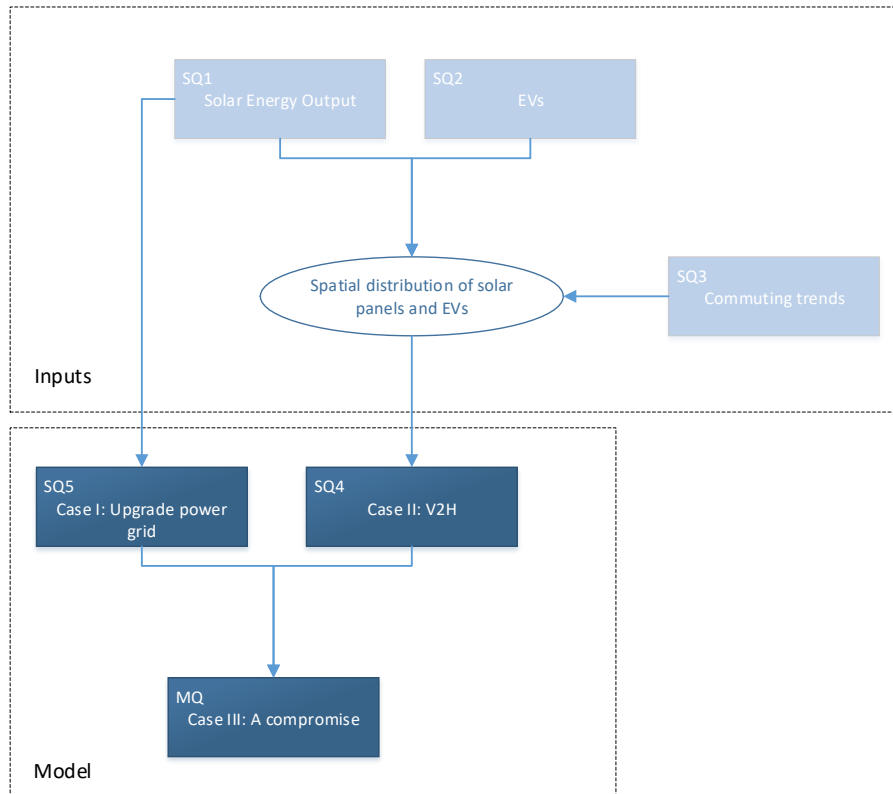 SQ1
Solar Energy Output
SQ2
EVs
Spatial distribution of solar
panels and EVs
SQ3
Commuting trends
Inputs
SQ5
Case I: Upgrade power
grid
SQ4
Case II: V2H
MQ
Case III: A compromise
Model